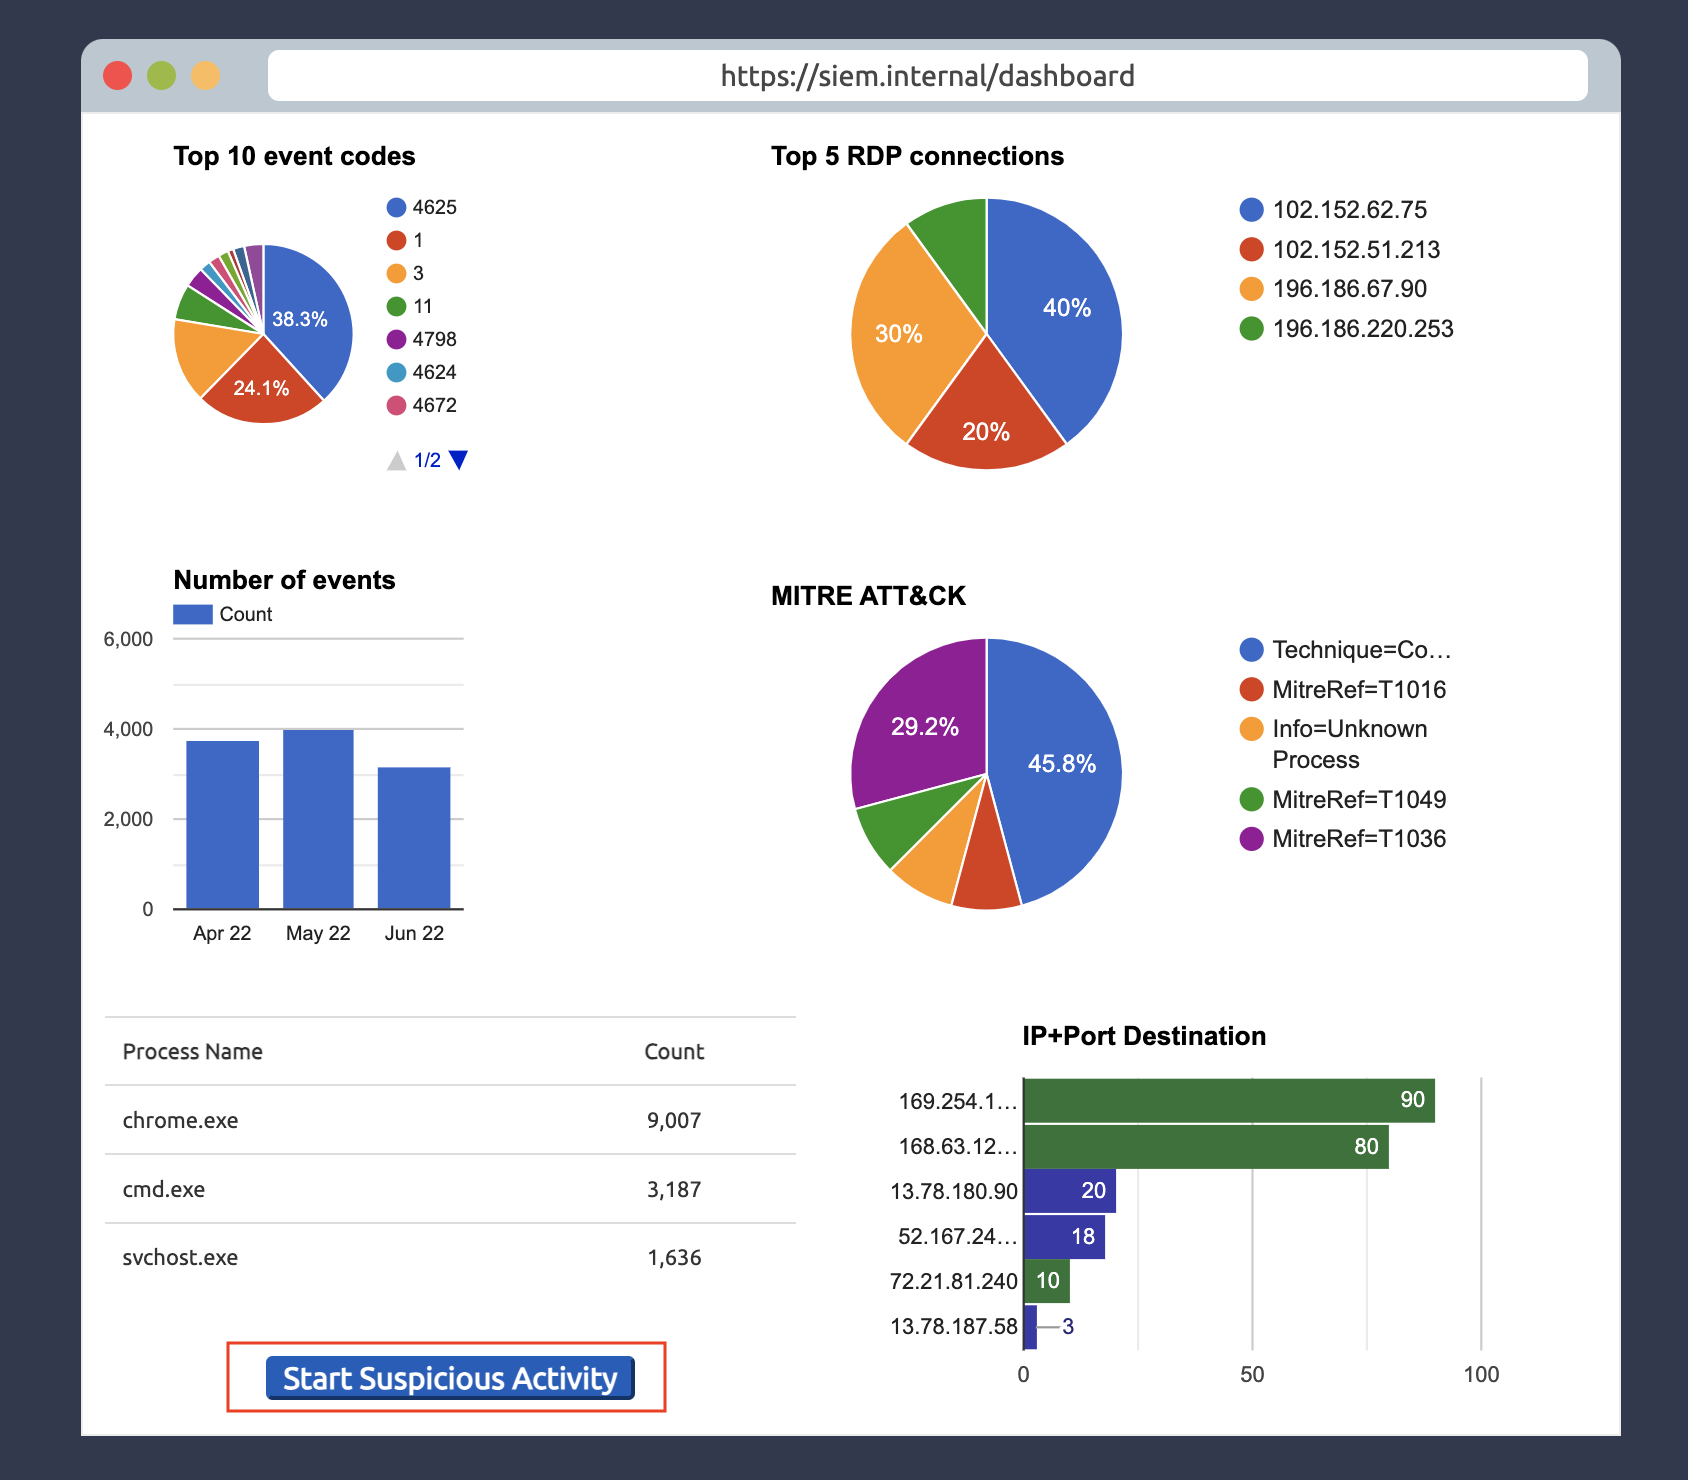 https://siem.internal/dashboard
Top 10 event codes
4625
1
3
11
4798
4624
4672
1/2
38.3%
24.1%
Top 5 RDP connections
102.152.62.75
102.152.51.213
196.186.67.90
196.186.220.253
40%
30%
20%
Number of events
Count
6,000
4,000
2,000
0
Apr 22 May 22 Jun 22
MITRE ATT&CK
Technique=Co...
MitreRef=T1016
Info=Unknown
Process
MitreRef=T1049
MitreRef=T1036
29.2%
45.8%
Process Name Count
chrome.exe 9,007
cmd.exe 3,187
svchost.exe 1,636
Start Suspicious Activity
IP+Port Destination
169.254.1... 90
168.63.12... 80
13.78.180.90 20
52.167.24... 18
72.21.81.240 10
13.78.187.58 3
0 50 100